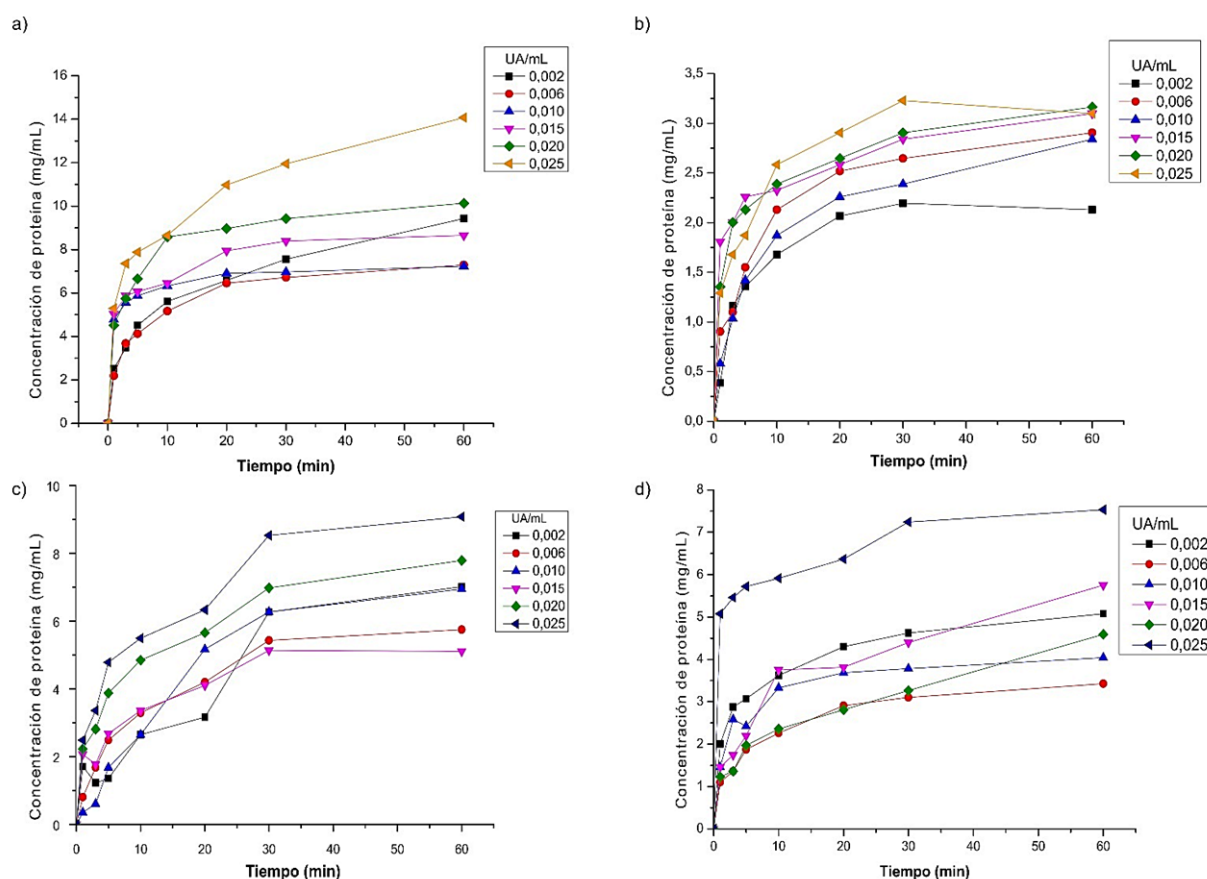 a)
UA/mL
0,002
0,006
0,010
0,015
0,020
0,025
Concentración de proteína (mg/mL)
16
14
12
10
8
6
4
2
0
0 10 20 30 40 50 60
Tiempo (min)
b)
UA/mL
0,002
0,006
0,010
0,015
0,020
0,025
Concentración de proteína (mg/mL)
3,5
3,0
2,5
2,0
1,5
1,0
0,5
0,0
0 10 20 30 40 50 60
Tiempo (min)
c)
UA/mL
0,002
0,006
0,010
0,015
0,020
0,025
Concentración de proteína (mg/mL)
10
8
6
4
2
0
0 10 20 30 40 50 60
Tiempo (min)
d)
UA/mL
0,002
0,006
0,010
0,015
0,020
0,025
Concentración de proteína (mg/mL)
8
7
6
5
4
3
2
1
0
0 10 20 30 40 50 60
Tiempo (min)